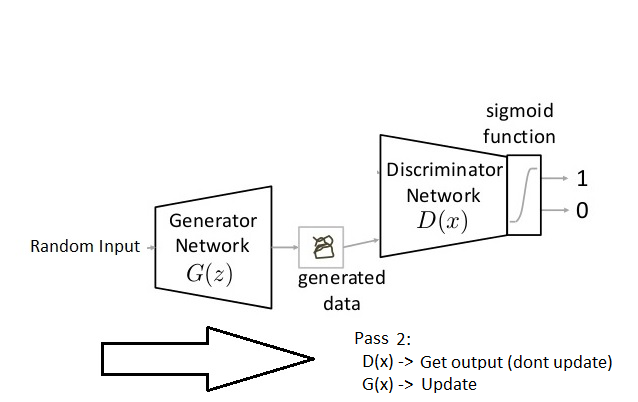 sigmoid
function
Discriminator
Network
D(x)
1
0
Generator
Network
G(z)
Random Input
generated
data
Pass 2:
D(x) -> Get output (dont update)
G(x) -> Update